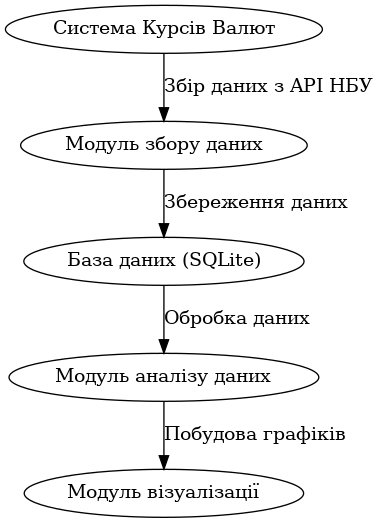 Система Курсів Валют
Збір даних з API НБУ
Модуль збору даних
Збереження даних
База даних (SQLite)
Обробка даних
Модуль аналізу даних
Побудова графіків
Модуль візуалізації